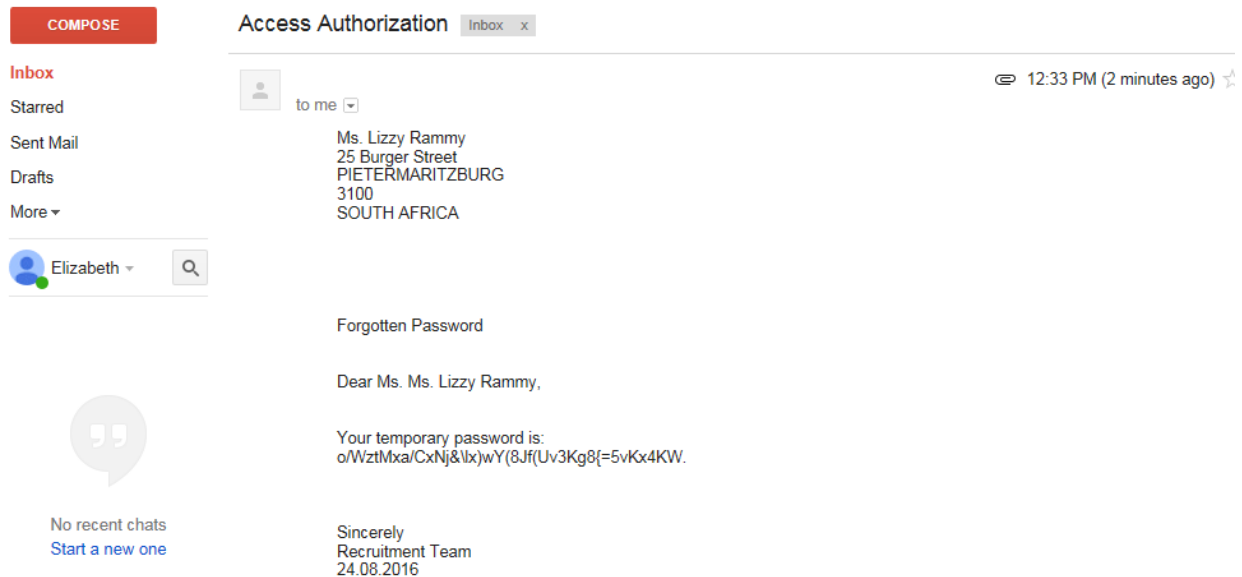 COMPOSE
Access Authorization Inbox x
Inbox
Starred
Sent Mail
Drafts
More
Elizabeth
No recent chats
Start a new one
12:33 PM (2 minutes ago)
to me
Ms. Lizzy Rammy
25 Burger Street
PIETERMARITZBURG
3100
SOUTH AFRICA
Forgotten Password
Dear Ms. Ms. Lizzy Rammy,
Your temporary password is:
o/WztMxa/CxNj&\Ix)wY(8Jf(Uv3Kg8{=5vKx4KW.
Sincerely
Recruitment Team
24.08.2016